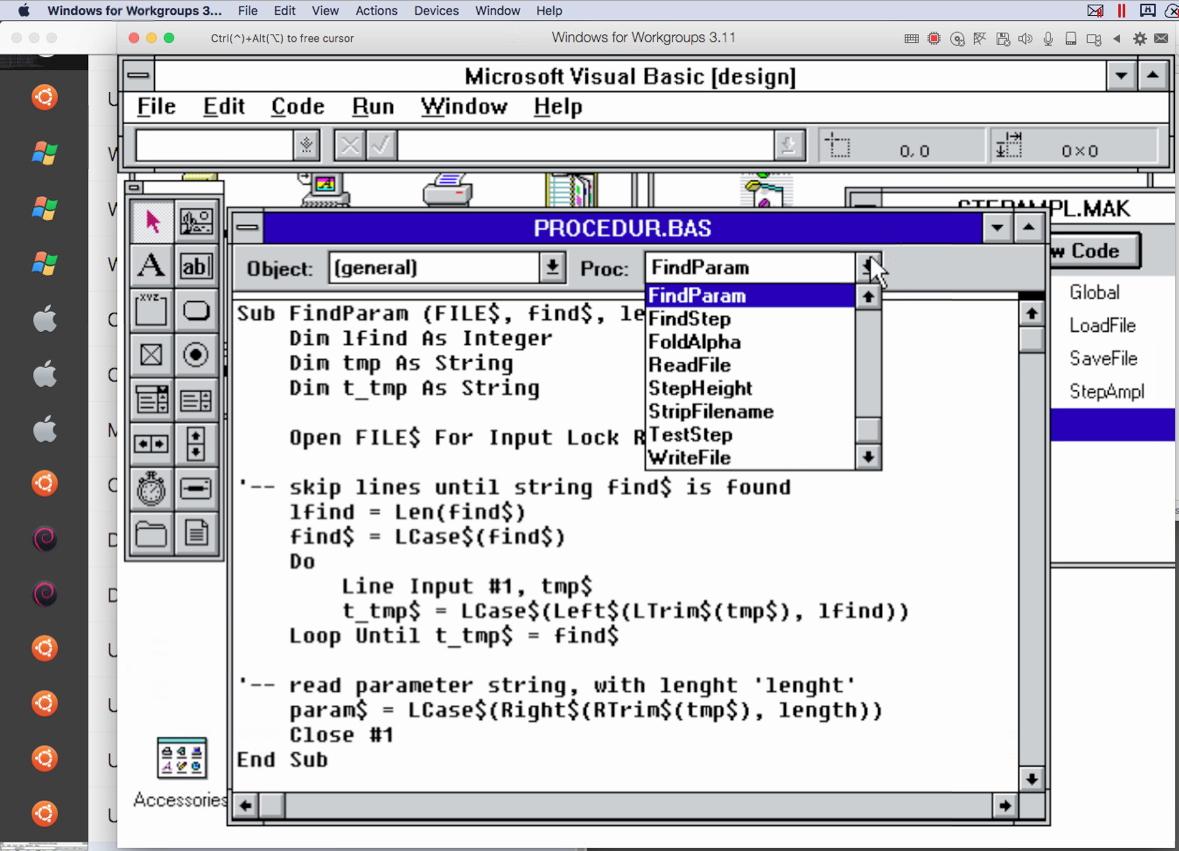 Windows for Workgroups 3... File Edit View Actions Devices Window Help
Ctrl(^)+Alt(⌥) to free cursor Windows for Workgroups 3.11
Microsoft Visual Basic [design]
File Edit Code Run Window Help
0, 0 0×0
STEPAMPL.MAK
w Code
Global
LoadFile
SaveFile
StepAmpl
PROCEDUR.BAS
Object: (general) Proc: FindParam
FindParam
FindStep
FoldAlpha
ReadFile
StepHeight
StripFilename
TestStep
WriteFile
A ab|
XYZ
Sub FindParam (FILE$, find$, le
Dim lfind As Integer
Dim tmp As String
Dim t_tmp As String
Open FILE$ For Input Lock R
'-- skip lines until string find$ is found
lfind = Len(find$)
find$ = LCase$(find$)
Do
Line Input #1, tmp$
t_tmp$ = LCase$(Left$(LTrim$(tmp$), lfind))
Loop Until t_tmp$ = find$
'-- read parameter string, with lenght 'lenght'
param$ = LCase$(Right$(RTrim$(tmp$), length))
Close #1
End Sub
Accessories